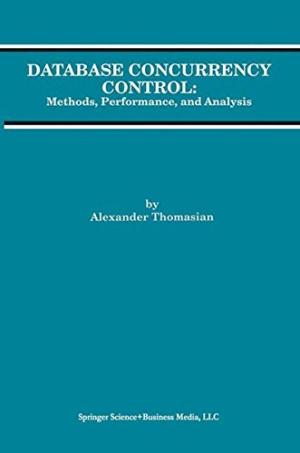 DATABASE CONCURRENCY
CONTROL:
Methods, Performance, and Analysis
by
Alexander Thomasian
Springer Science+Business Media, LLC